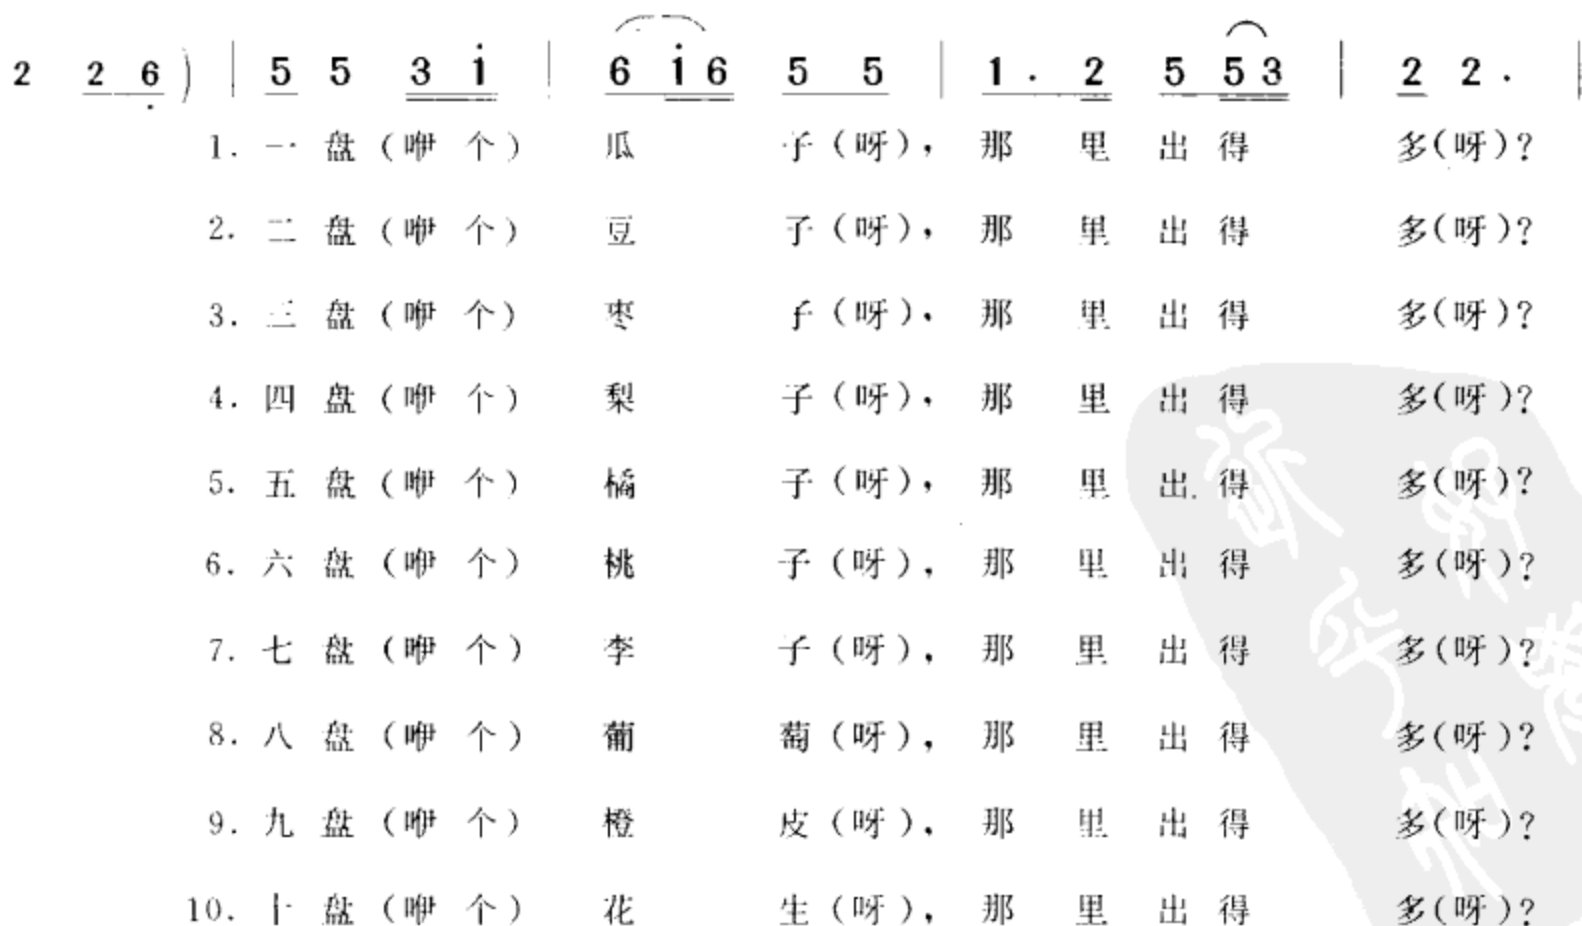 2 2 6 ) | 5 5 3 i | 6 i 6 5 5 | 1 · 2 5 5 3 | 2 2 · |
1. 一 盘 (咿 个) 瓜 子 (呀), 那 里 出 得 多(呀)?
2. 二 盘 (咿 个) 豆 子 (呀), 那 里 出 得 多(呀)?
3. 三 盘 (咿 个) 枣 子 (呀), 那 里 出 得 多(呀)?
4. 四 盘 (咿 个) 梨 子 (呀), 那 里 出 得 多(呀)?
5. 五 盘 (咿 个) 橘 子 (呀), 那 里 出 得 多(呀)?
6. 六 盘 (咿 个) 桃 子 (呀), 那 里 出 得 多(呀)?
7. 七 盘 (咿 个) 李 子 (呀), 那 里 出 得 多(呀)?
8. 八 盘 (咿 个) 葡 萄 (呀), 那 里 出 得 多(呀)?
9. 九 盘 (咿 个) 橙 皮 (呀), 那 里 出 得 多(呀)?
10. 十 盘 (咿 个) 花 生 (呀), 那 里 出 得 多(呀)?